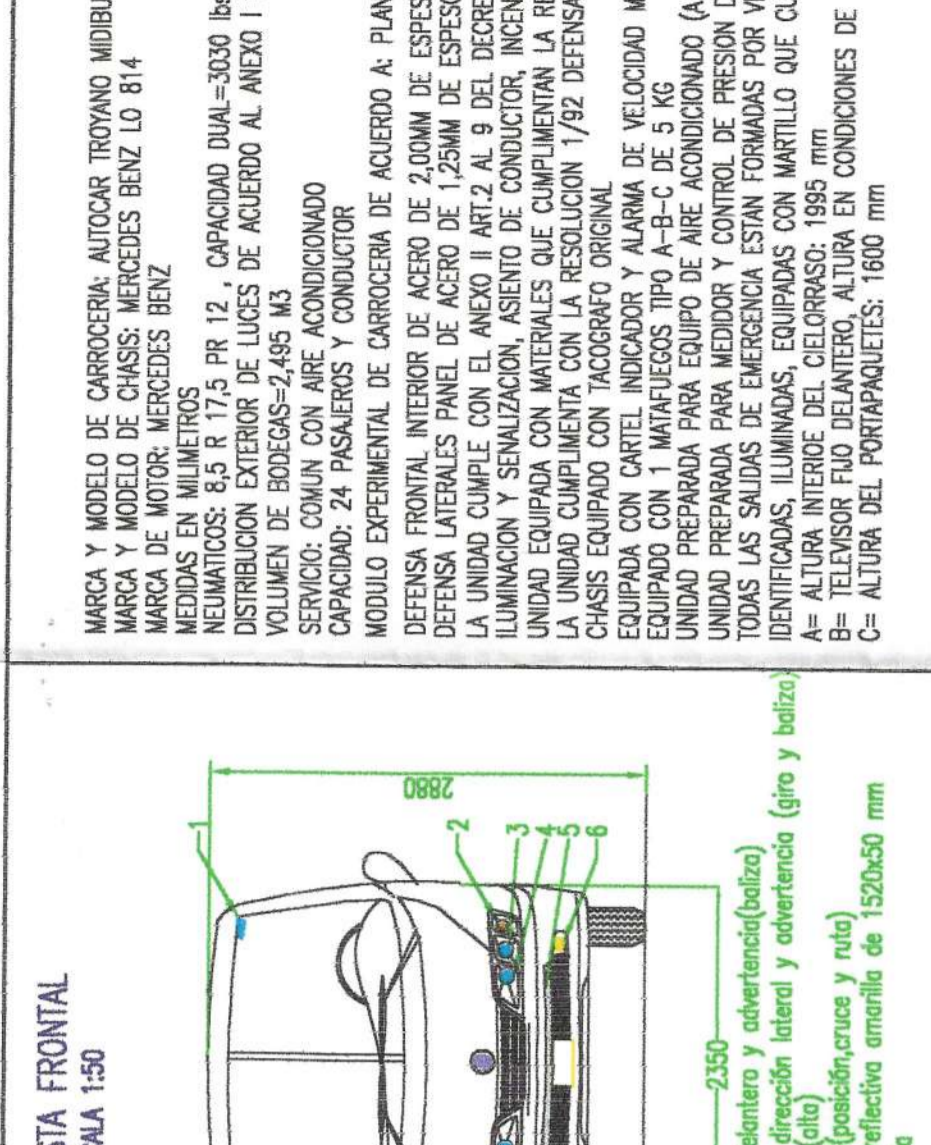 STA FRONTAL
ALA 1:50
1
2880
2
3
4
5
6
2350
elantero y advertencia(baliza)
dirección lateral y advertencia (giro y baliza)
(alta)
(posición,cruce y ruta)
eflectiva amarilla de 1520x50 mm
a
MARCA Y MODELO DE CARROCERIA: AUTOCAR TROYANO MIDIBU
MARCA Y MODELO DE CHASIS: MERCEDES BENZ LO 814
MARCA DE MOTOR: MERCEDES BENZ
MEDIDAS EN MILIMETROS
NEUMATICOS: 8,5 R 17,5 PR 12 , CAPACIDAD DUAL=3030 lbs
DISTRIBUCION EXTERIOR DE LUCES DE ACUERDO AL ANEXO I
VOLUMEN DE BODEGAS=2,495 M3
SERVICIO: COMUN CON AIRE ACONDICIONADO
CAPACIDAD: 24 PASAJEROS Y CONDUCTOR
MODULO EXPERIMENTAL DE CARROCERIA DE ACUERDO A: PLAN
DEFENSA FRONTAL INTERIOR DE ACERO DE 2,00MM DE ESPES
DEFENSA LATERALES PANEL DE ACERO DE 1,25MM DE ESPESO
LA UNIDAD CUMPLE CON EL ANEXO II ART.2 AL 9 DEL DECRE
ILUMINACION Y SENALIZACION, ASIENTO DE CONDUCTOR, INCEN
UNIDAD EQUIPADA CON MATERIALES QUE CUMPLIMENTAN LA RE
LA UNIDAD CUMPLIMENTA CON LA RESOLUCION 1/92 DEFENSA
CHASSIS EQUIPADO CON TACOGRAFO ORIGINAL
EQUIPADA CON CARTEL INDICADOR Y ALARMA DE VELOCIDAD M
EQUIPADO CON 1 MATAFUEGOS TIPO A-B-C DE 5 KG
UNIDAD PREPARADA PARA EQUIPO DE AIRE ACONDICIONADO (A
UNIDAD PREPARADA PARA MEDIDOR Y CONTROL DE PRESION D
TODAS LAS SALIDAS DE EMERGENCIA ESTAN FORMADAS POR V
IDENTIFICADAS, ILUMINADAS, EQUIPADAS CON MARTILLO QUE CU
A= ALTURA INTERIOE DEL CIELORRASO: 1995 mm
B= TELEVISOR FIJO DELANTERO, ALTURA EN CONDICIONES DE
C= ALTURA DEL PORTAPAQUETES: 1600 mm